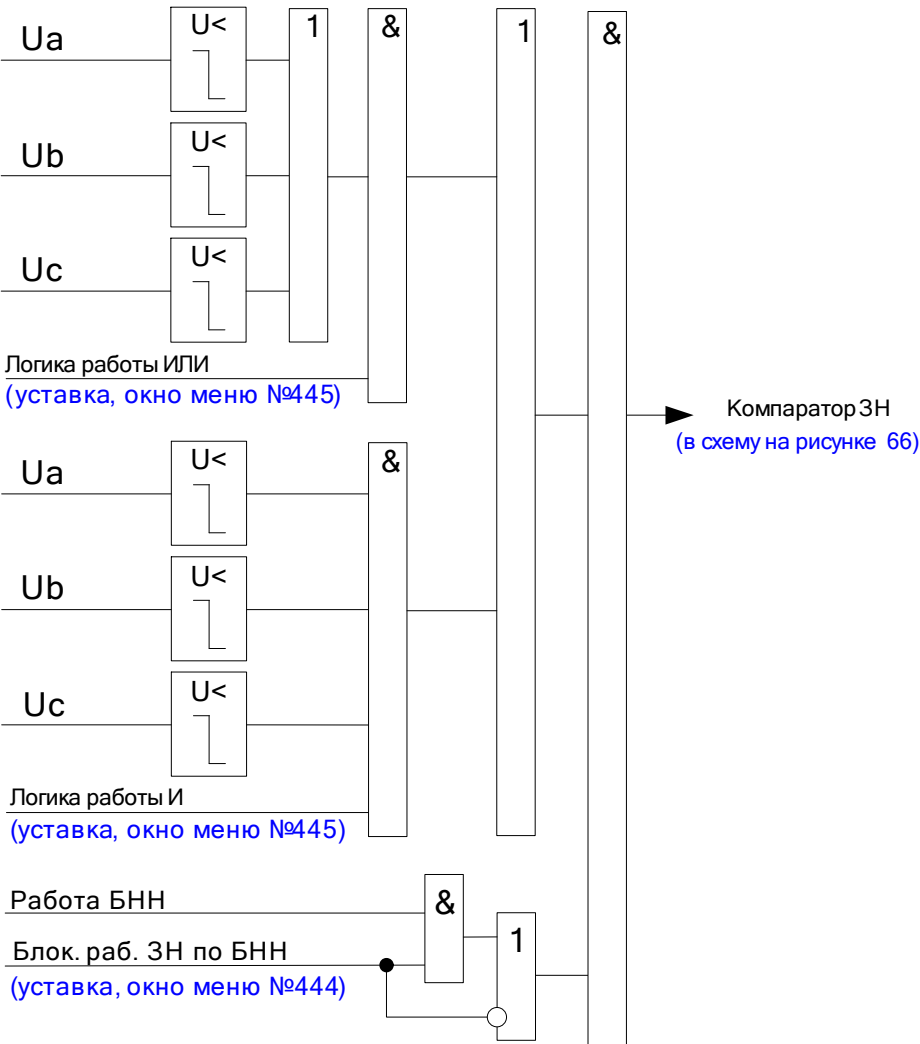 Ua
U<
1
&
1
&
Ub
U<
Uc
U<
Логика работы ИЛИ
(уставка, окно меню №445)
Компаратор ЗН
(в схему на рисунке 66)
Ua
U<
&
Ub
U<
Uc
U<
Логика работы И
(уставка, окно меню №445)
Работа БНН
&
1
Блок. раб. ЗН по БНН
(уставка, окно меню №444)